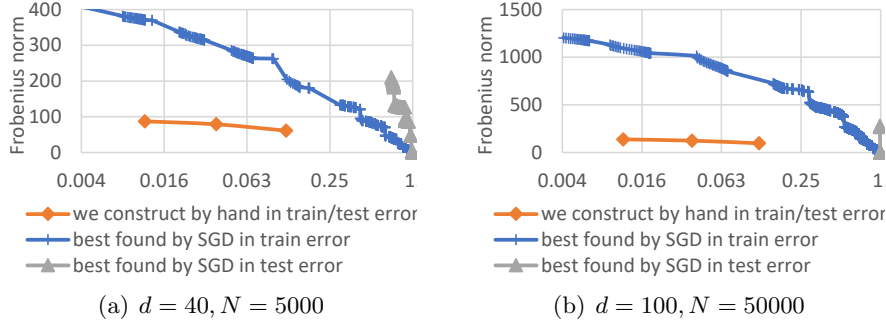 Frobenius norm
400
300
200
100
0
0.004 0.016 0.063 0.25 1.
we construct by hand in train/test error
best found by SGD in train error
best found by SGD in test error
(a) d = 40, N = 5000
Frobenius norm
1500
1000
500
0
0.004 0.016 0.063 0.25 1.
we construct by hand in train/test error
best found by SGD in train error
best found by SGD in test error
(b) d = 100, N = 50000